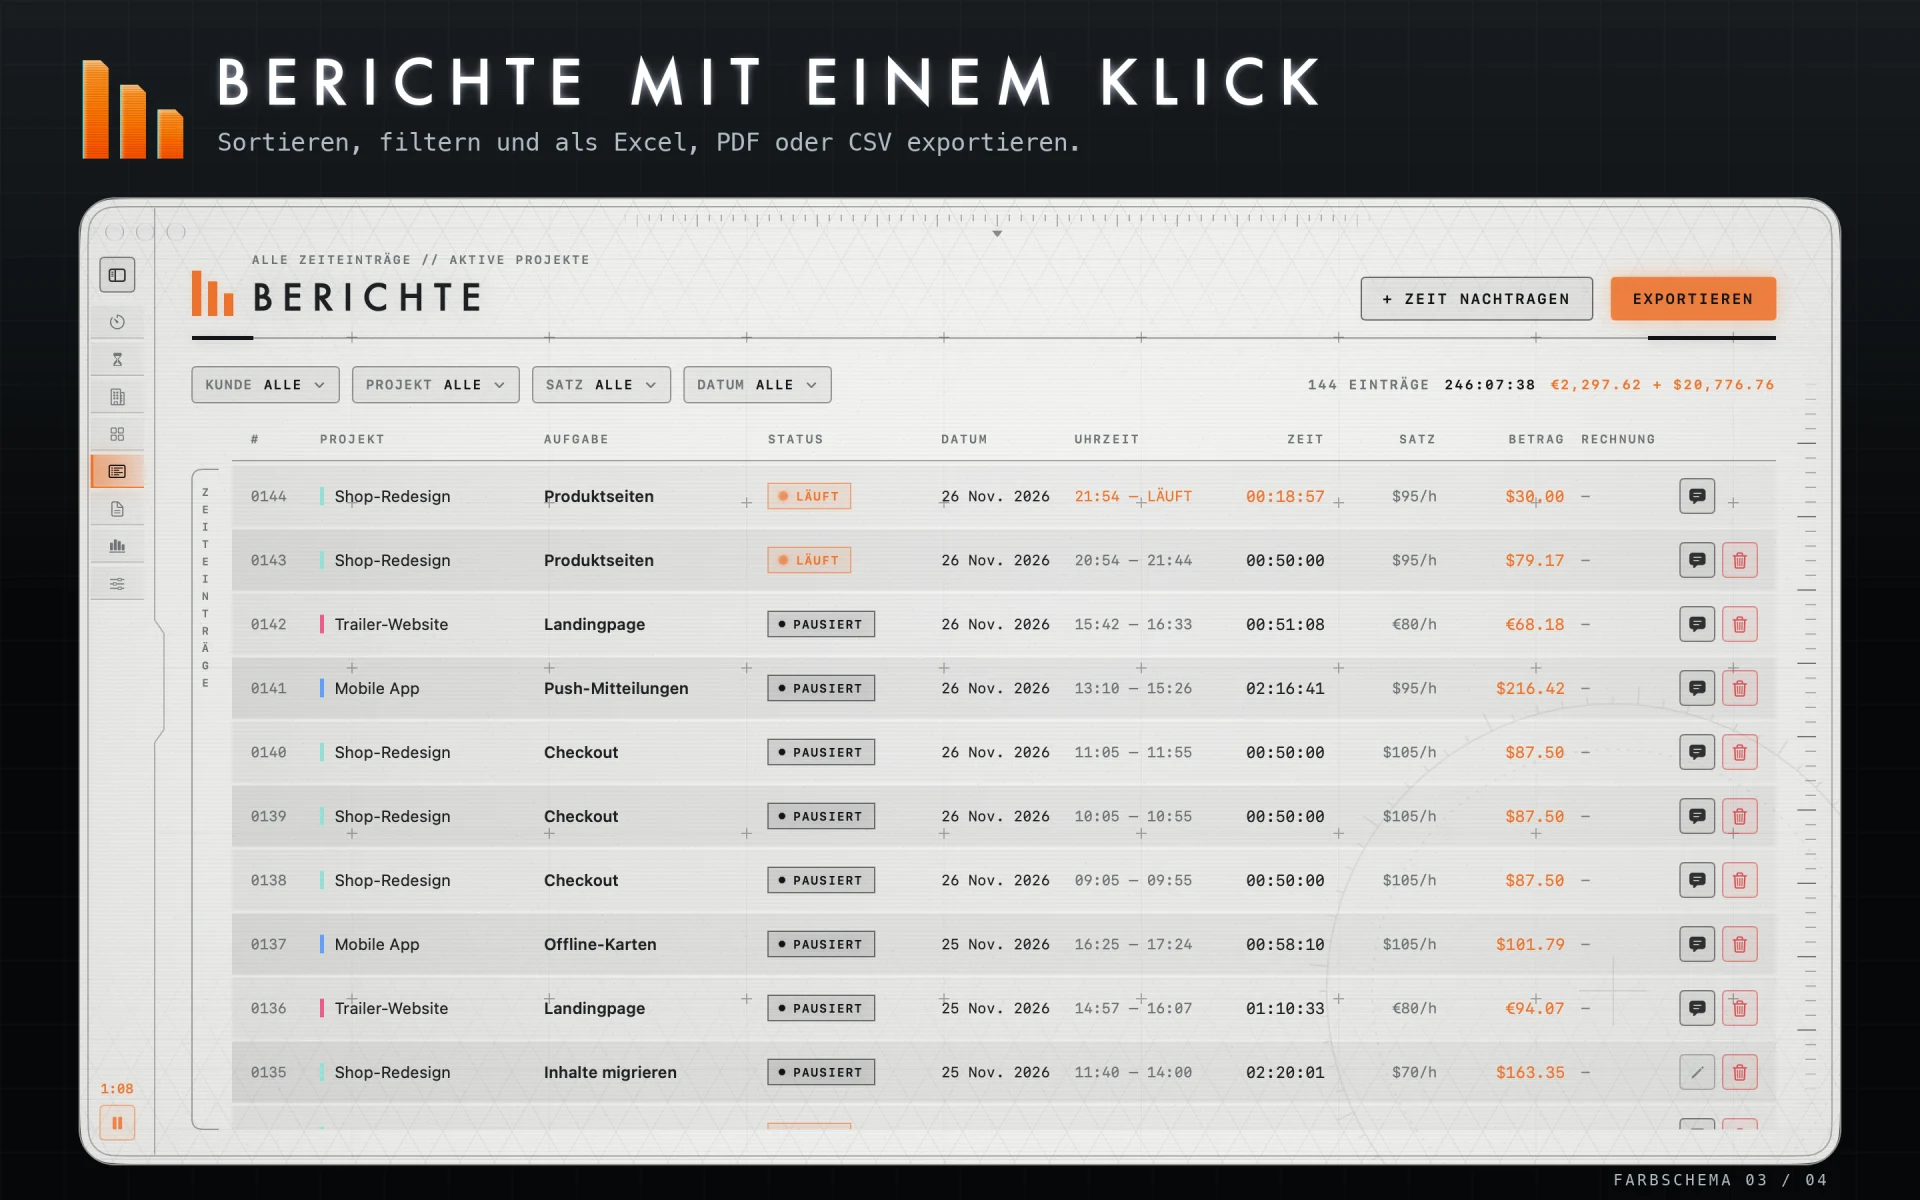 BERICHTE MIT EINEM KLICK
Sortieren, filtern und als Excel, PDF oder CSV exportieren.
ALLE ZEITEINTRÄGE // AKTIVE PROJEKTE
BERICHTE
+ ZEIT NACHTRAGEN
EXPORTIEREN
KUNDE ALLE PROJEKT ALLE SATZ ALLE DATUM ALLE 144 EINTRÄGE 246:07:38 €2,297.62 + $20,776.76
# PROJEKT AUFGABE STATUS DATUM UHRZEIT ZEIT SATZ BETRAG RECHNUNG
ZEITEINTRÄGE
0144 Shop-Redesign Produktseiten LÄUFT 26 Nov. 2026 21:54 – LÄUFT 00:18:57 $95/h $30.00 –
0143 Shop-Redesign Produktseiten LÄUFT 26 Nov. 2026 20:54 – 21:44 00:50:00 $95/h $79.17 –
0142 Trailer-Website Landingpage PAUSIERT 26 Nov. 2026 15:42 – 16:33 00:51:08 €80/h €68.18 –
0141 Mobile App Push-Mitteilungen PAUSIERT 26 Nov. 2026 13:10 – 15:26 02:16:41 $95/h $216.42 –
0140 Shop-Redesign Checkout PAUSIERT 26 Nov. 2026 11:05 – 11:55 00:50:00 $105/h $87.50 –
0139 Shop-Redesign Checkout PAUSIERT 26 Nov. 2026 10:05 – 10:55 00:50:00 $105/h $87.50 –
0138 Shop-Redesign Checkout PAUSIERT 26 Nov. 2026 09:05 – 09:55 00:50:00 $105/h $87.50 –
0137 Mobile App Offline-Karten PAUSIERT 25 Nov. 2026 16:25 – 17:24 00:58:10 $105/h $101.79 –
0136 Trailer-Website Landingpage PAUSIERT 25 Nov. 2026 14:57 – 16:07 01:10:33 €80/h €94.07 –
0135 Shop-Redesign Inhalte migrieren PAUSIERT 25 Nov. 2026 11:40 – 14:00 02:20:01 $70/h $163.35 –
1:08
FARBSCHEMA 03 / 04